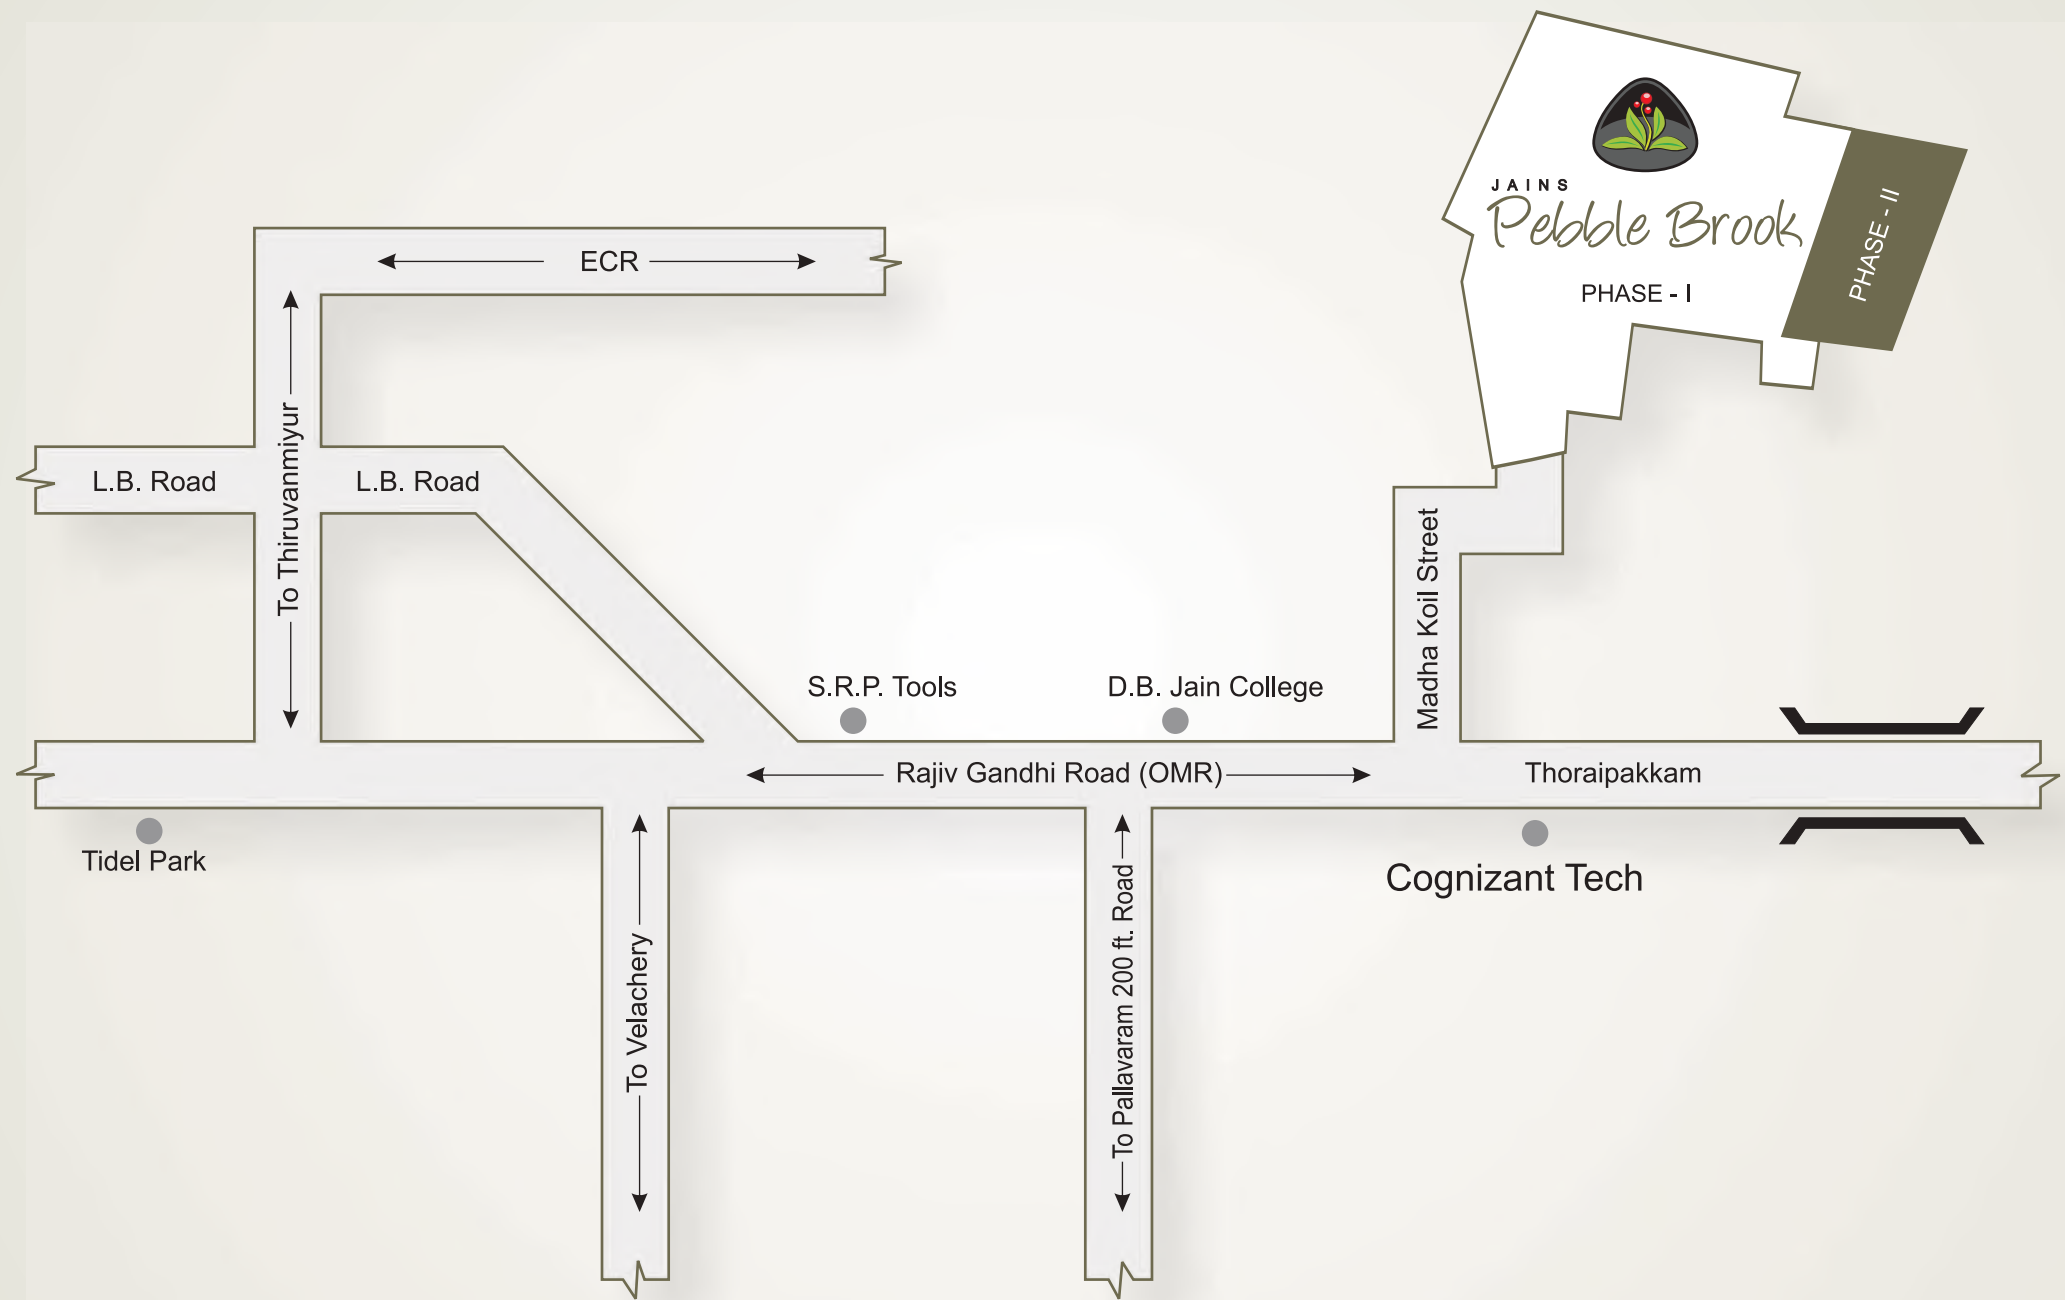 JAINS
Pebble Brook
PHASE - I
PHASE - II
ECR
To Thiruvanmiyur
L.B. Road
L.B. Road
Madha Koil Street
S.R.P. Tools
D.B. Jain College
Rajiv Gandhi Road (OMR)
Thoraipakkam
Tidel Park
Cognizant Tech
To Velachery
To Pallavaram 200 ft. Road